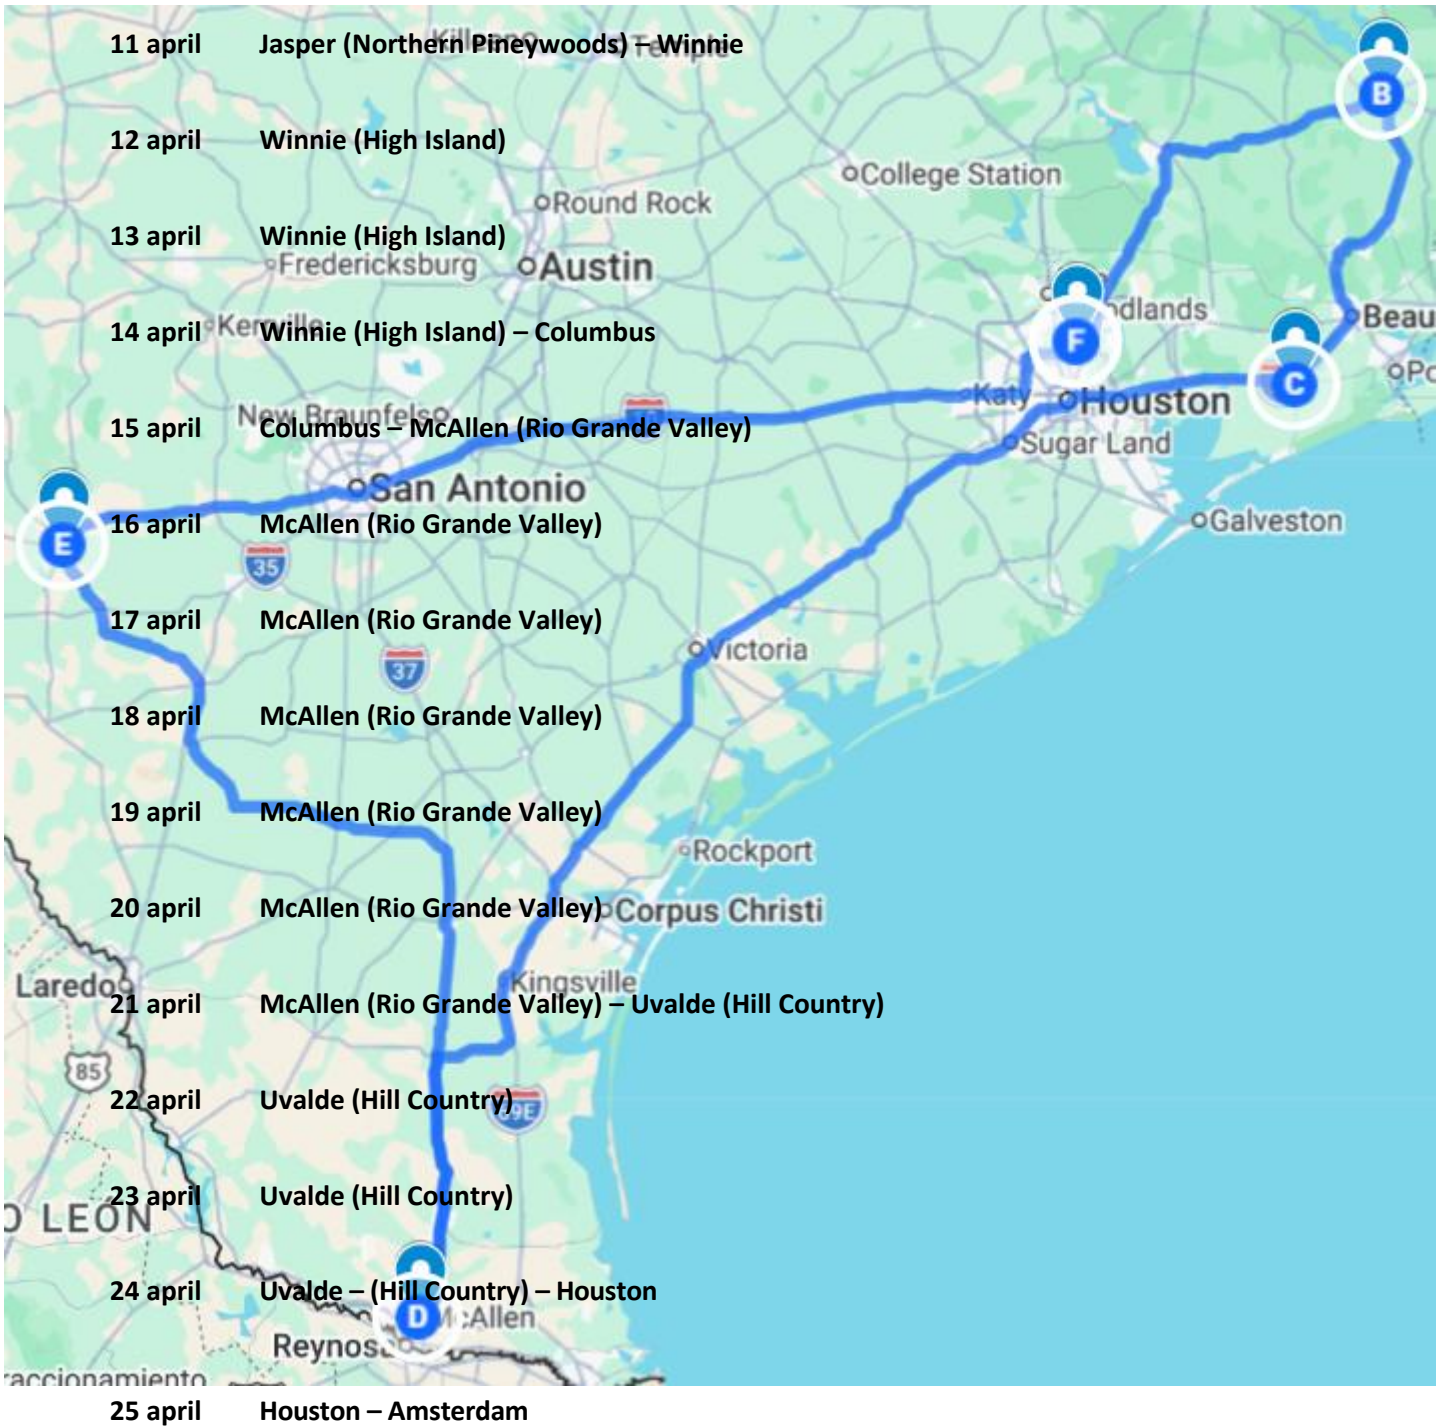 11 april Jasper (Northern Pineywoods) – Winnie
B
12 april Winnie (High Island)
College Station
Round Rock
13 april Winnie (High Island)
Fredericksburg
Austin
14 april Winnie (High Island) – Columbus
F
C
Katy
Houston
15 april Columbus – McAllen (Rio Grande Valley)
New Braunfels
Sugar Land
San Antonio
16 april McAllen (Rio Grande Valley)
Galveston
E
35
17 april McAllen (Rio Grande Valley)
Victoria
37
18 april McAllen (Rio Grande Valley)
19 april McAllen (Rio Grande Valley)
Rockport
20 april McAllen (Rio Grande Valley)
Corpus Christi
Laredo
Kingsville
21 april McAllen (Rio Grande Valley) – Uvalde (Hill Country)
85
22 april Uvalde (Hill Country)
23 april Uvalde (Hill Country)
O LEÓN
24 april Uvalde – (Hill Country) – Houston
D
Reynosa
25 april Houston – Amsterdam